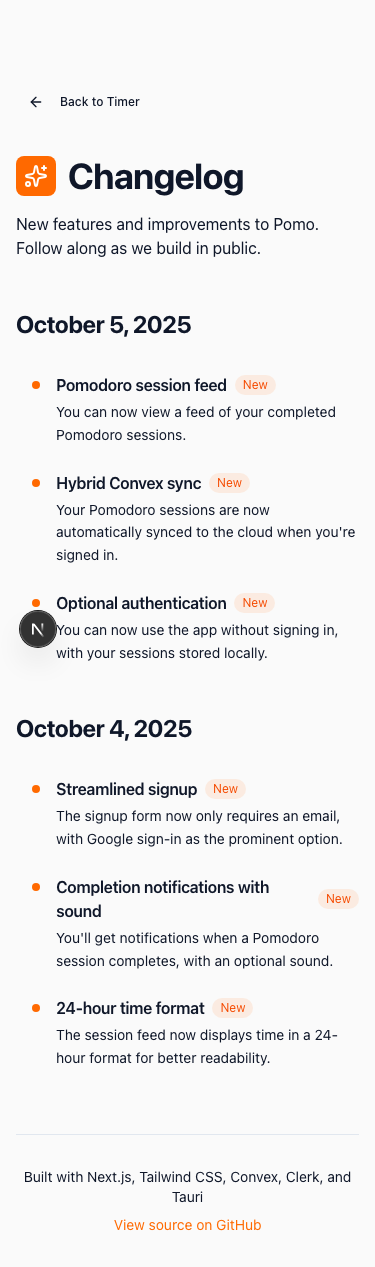 Back to Timer
Changelog
New features and improvements to Pomo.
Follow along as we build in public.
October 5, 2025
Pomodoro session feed New
You can now view a feed of your completed
Pomodoro sessions.
Hybrid Convex sync New
Your Pomodoro sessions are now
automatically synced to the cloud when you're
signed in.
Optional authentication New
N
You can now use the app without signing in,
with your sessions stored locally.
October 4, 2025
Streamlined signup New
The signup form now only requires an email,
with Google sign-in as the prominent option.
Completion notifications with
sound
New
You'll get notifications when a Pomodoro
session completes, with an optional sound.
24-hour time format New
The session feed now displays time in a 24-
hour format for better readability.
Built with Next.js, Tailwind CSS, Convex, Clerk, and
Tauri
View source on GitHub